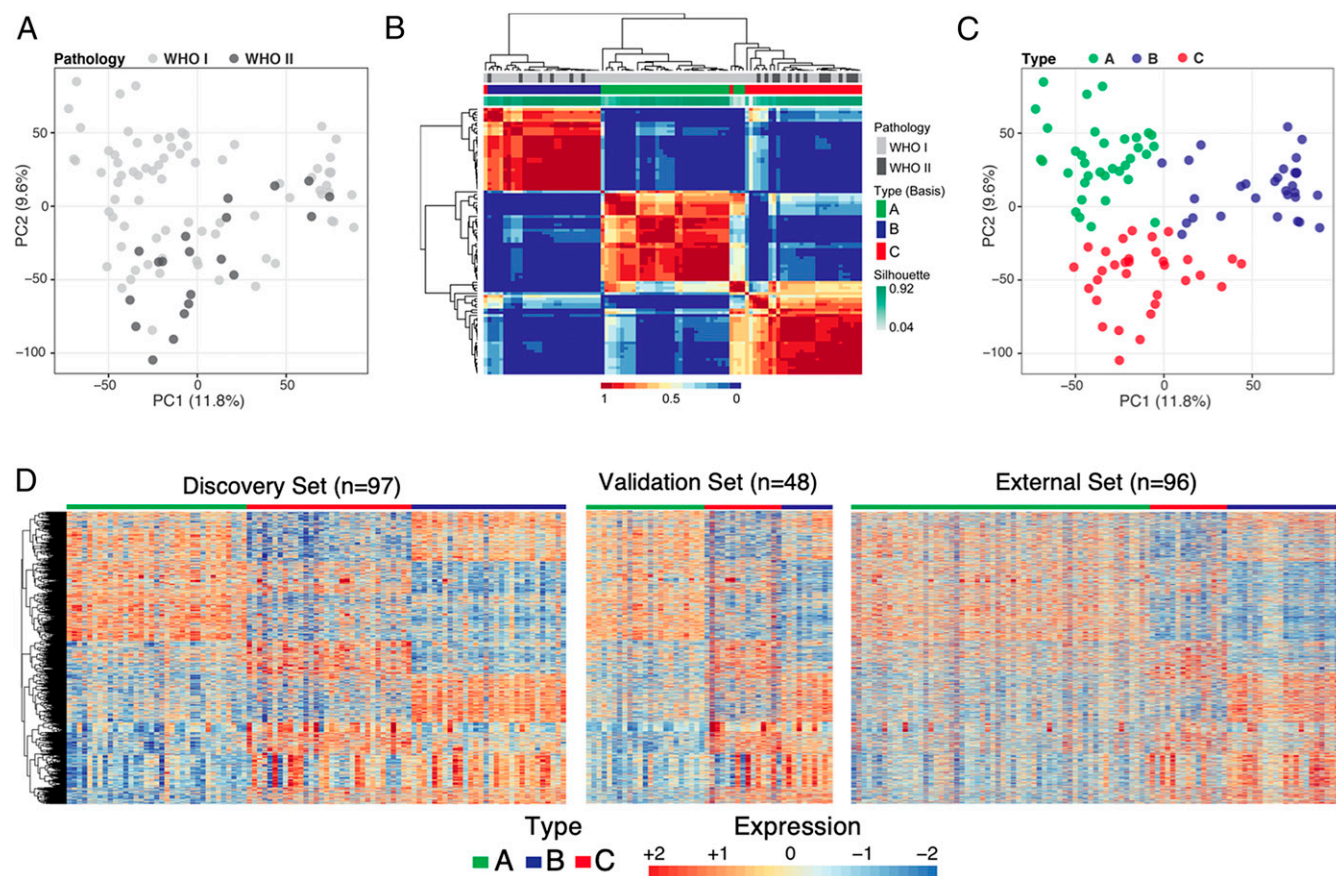 A
Pathology WHO I WHO II
50
0
−50
−100
PC2 (9.6%)
−50 0 50
PC1 (11.8%)
B
Pathology
WHO I
WHO II
Type (Basis)
A
B
C
Silhouette
0.92
0.04
1 0.5 0
C
Type A B C
50
0
−50
−100
PC2 (9.6%)
−50 0 50
PC1 (11.8%)
D
Discovery Set (n=97) Validation Set (n=48) External Set (n=96)
Type Expression
A B C +2 +1 0 −1 −2